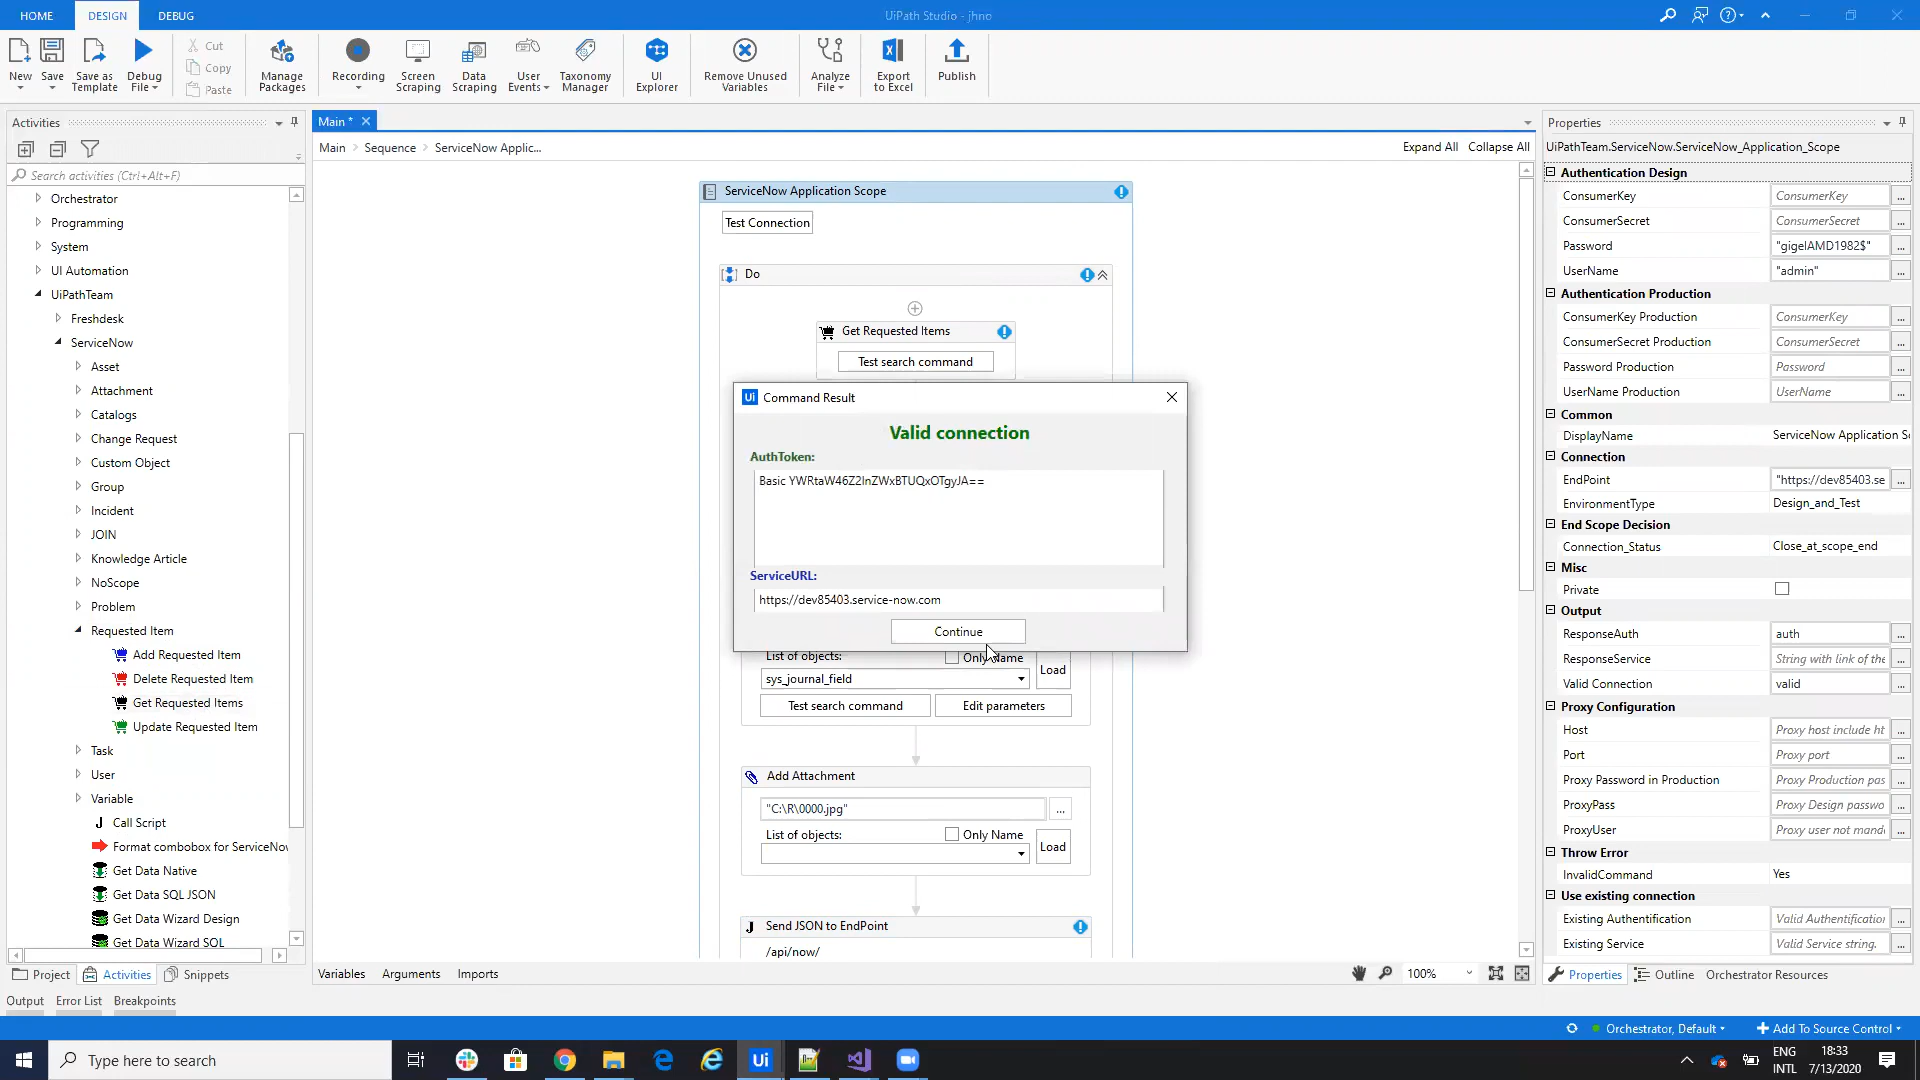 HOME
DESIGN
DEBUG
UiPath Studio - jhno
New
Save
Save as Template
Debug File
Cut
Copy
Paste
Manage Packages
Recording
Screen Scraping
Data Scraping
User Events
Taxonomy Manager
UI Explorer
Remove Unused Variables
Analyze File
Export to Excel
Publish
Activities
Search activities (Ctrl+Alt+F)
Orchestrator
Programming
System
UI Automation
UiPathTeam
Freshdesk
ServiceNow
Asset
Attachment
Catalogs
Change Request
Custom Object
Group
Incident
JOIN
Knowledge Article
NoScope
Problem
Requested Item
Add Requested Item
Delete Requested Item
Get Requested Items
Update Requested Item
Task
User
Variable
Call Script
Format combobox for ServiceNow
Get Data Native
Get Data SQL JSON
Get Data Wizard Design
Get Data Wizard SQL
Project
Activities
Snippets
Output
Error List
Breakpoints
Main *
Main
Sequence
ServiceNow Applic...
Expand All
Collapse All
ServiceNow Application Scope
Test Connection
Do
Get Requested Items
Test search command
Ui Command Result
Valid connection
AuthToken:
Basic YWRtaW46Z2lnZWxBTUQxOTgyJA==
ServiceURL:
https://dev85403.service-now.com
Continue
List of objects:
Only Name
Load
sys_journal_field
Test search command
Edit parameters
Add Attachment
"C:\R\0000.jpg"
...
List of objects:
Only Name
Load
J Send JSON to EndPoint
/api/now/
Variables
Arguments
Imports
100%
Properties
UiPathTeam.ServiceNow.ServiceNow_Application_Scope
Authentication Design
ConsumerKey ConsumerKey ...
ConsumerSecret ConsumerSecret ...
Password "gigelAMD1982$" ...
UserName "admin" ...
Authentication Production
ConsumerKey Production ConsumerKey ...
ConsumerSecret Production ConsumerSecret ...
Password Production Password ...
UserName Production UserName ...
Common
DisplayName ServiceNow Application S
Connection
EndPoint "https://dev85403.se ...
EnvironmentType Design_and_Test
End Scope Decision
Connection_Status Close_at_scope_end
Misc
Private
Output
ResponseAuth auth ...
ResponseService String with link of the ...
Valid Connection valid ...
Proxy Configuration
Host Proxy host include ht ...
Port Proxy port ...
Proxy Password in Production Proxy Production pas ...
ProxyPass Proxy Design passwo ...
ProxyUser Proxy user not mand ...
Throw Error
InvalidCommand Yes
Use existing connection
Existing Authentification Valid Authentification ...
Existing Service Valid Service string. ...
Properties
Outline
Orchestrator Resources
Orchestrator, Default
Add To Source Control
Type here to search
Ui
ENG
INTL
18:33
7/13/2020